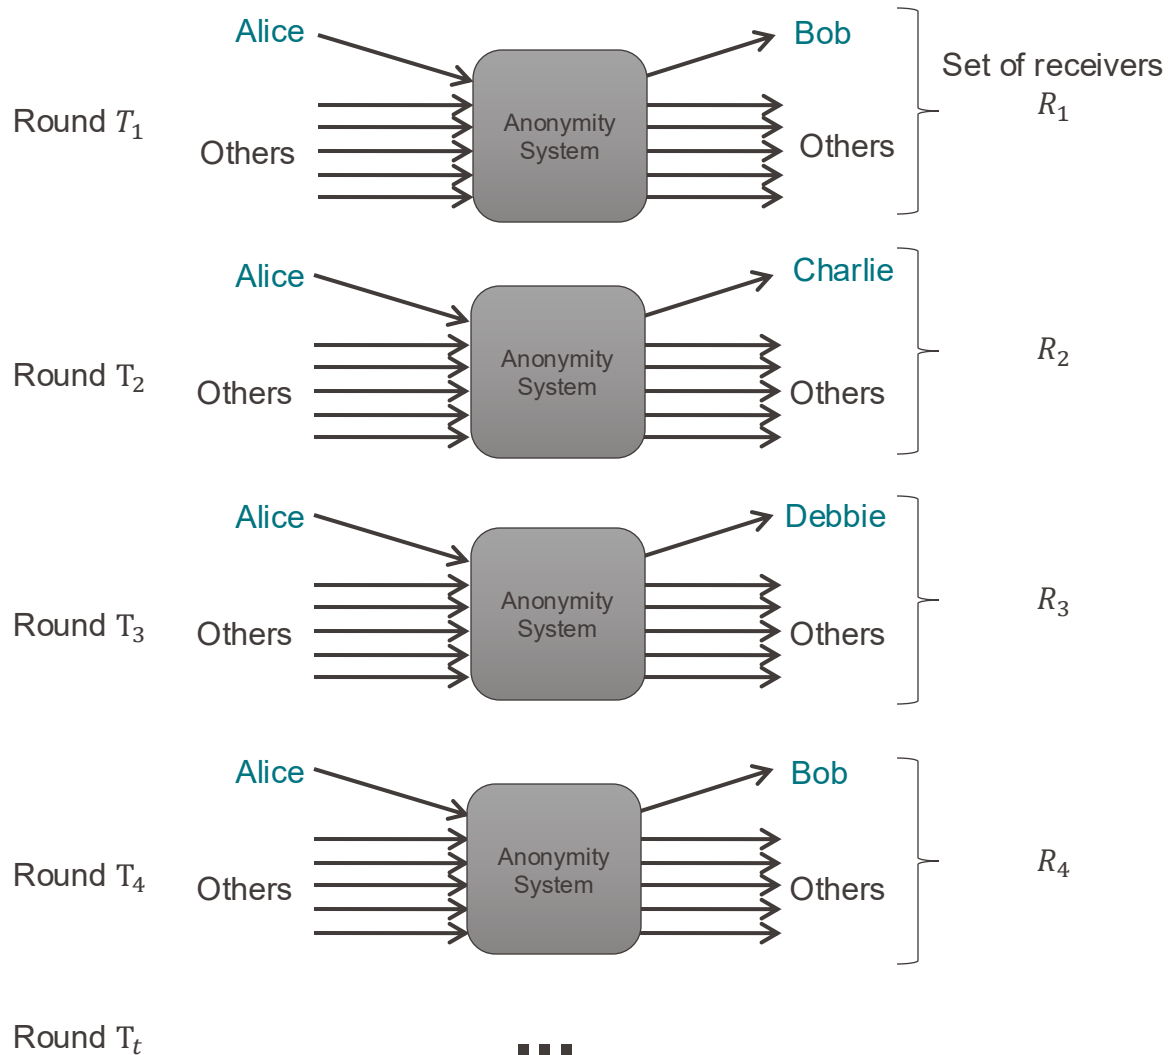 Alice
Bob
Set of receivers
Round T₁
Anonymity
System
R₁
Others
Others
Alice
Charlie
Round T₂
Anonymity
System
R₂
Others
Others
Alice
Debbie
Round T₃
Anonymity
System
R₃
Others
Others
Alice
Bob
Round T₄
Anonymity
System
R₄
Others
Others
Round Tₜ
...